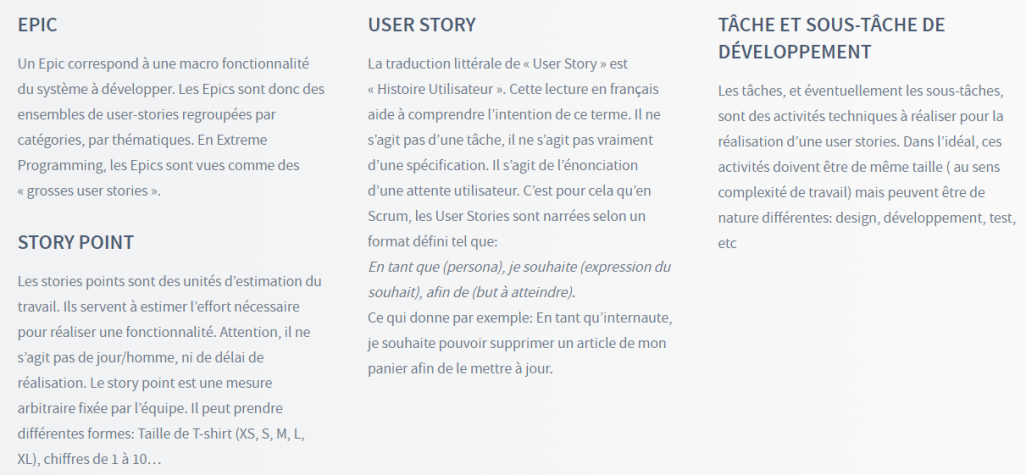 EPIC
Un Epic correspond à une macro fonctionnalité
du système à développer. Les Epics sont donc des
ensembles de user-stories regroupées par
catégories, par thématiques. En Extreme
Programming, les Epics sont vues comme des
« grosses user stories ».
STORY POINT
Les stories points sont des unités d’estimation du
travail. Ils servent à estimer l’effort nécessaire
pour réaliser une fonctionnalité. Attention, il ne
s’agit pas de jour/homme, ni de délai de
réalisation. Le story point est une mesure
arbitraire fixée par l’équipe. Il peut prendre
différentes formes: Taille de T-shirt (XS, S, M, L,
XL), chiffres de 1 à 10…
USER STORY
La traduction littérale de « User Story » est
« Histoire Utilisateur ». Cette lecture en français
aide à comprendre l’intention de ce terme. Il ne
s’agit pas d’une tâche, il ne s’agit pas vraiment
d’une spécification. Il s’agit de l’énonciation
d’une attente utilisateur. C’est pour cela qu’en
Scrum, les User Stories sont narrées selon un
format défini tel que:
En tant que (persona), je souhaite (expression du
souhait), afin de (but à atteindre).
Ce qui donne par exemple: En tant qu’internaute,
je souhaite pouvoir supprimer un article de mon
panier afin de le mettre à jour.
TÂCHE ET SOUS-TÂCHE DE
DÉVELOPPEMENT
Les tâches, et éventuellement les sous-tâches,
sont des activités techniques à réaliser pour la
réalisation d’une user stories. Dans l’idéal, ces
activités doivent être de même taille ( au sens
complexité de travail) mais peuvent être de
nature différentes: design, développement, test,
etc